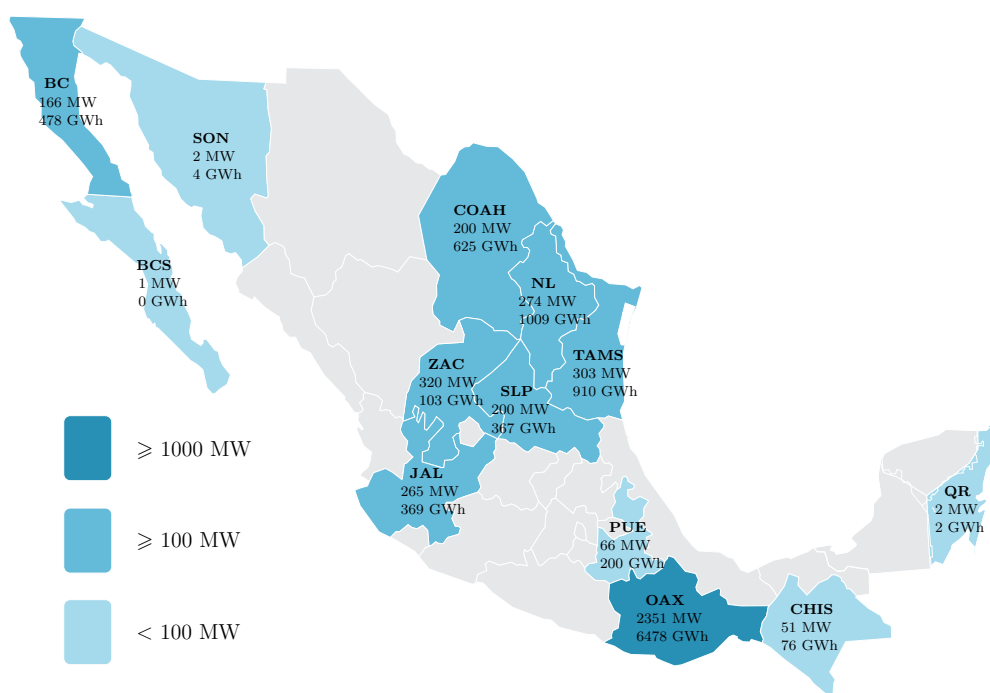 BC
166 MW
478 GWh
SON
2 MW
4 GWh
COAH
200 MW
625 GWh
BCS
1 MW
0 GWh
NL
274 MW
1009 GWh
TAMS
303 MW
910 GWh
ZAC
320 MW
103 GWh
SLP
200 MW
367 GWh
JAL
265 MW
369 GWh
QR
2 MW
2 GWh
PUE
66 MW
200 GWh
OAX
2351 MW
6478 GWh
CHIS
51 MW
76 GWh
⩾ 1000 MW
⩾ 100 MW
< 100 MW